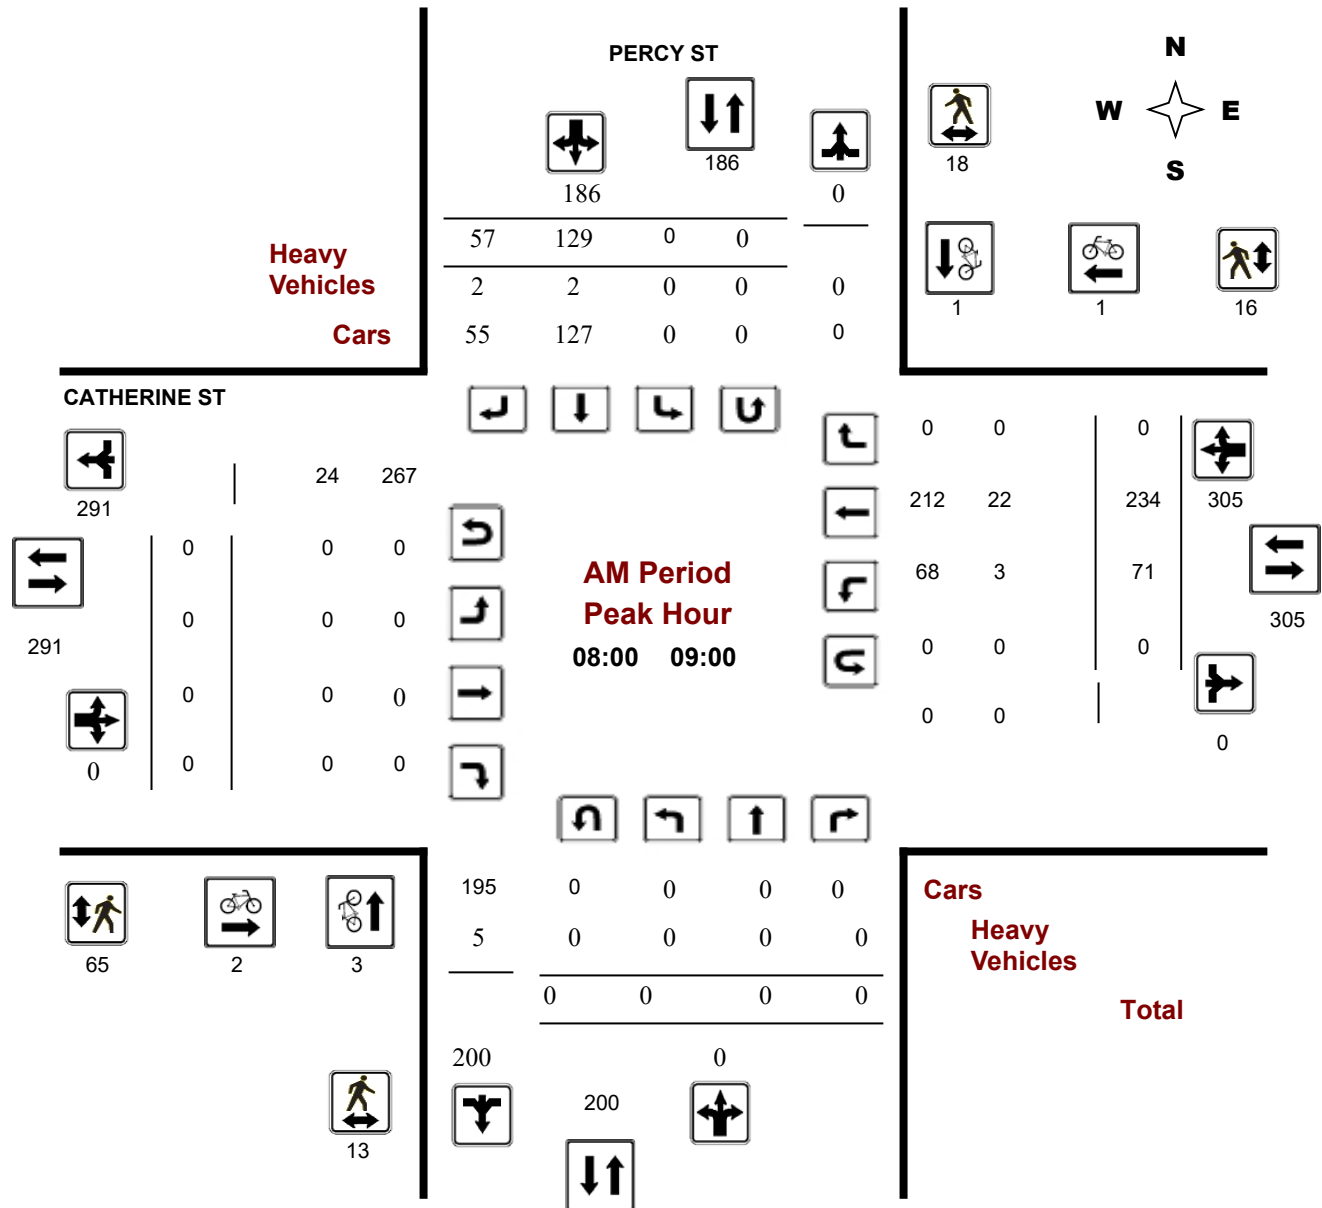 PERCY ST
N
W E
S
186
18
186 0
57 129 0 0
Heavy
Vehicles
2 2 0 0 0
1 1 16
Cars
55 127 0 0 0
CATHERINE ST
0 0 0
24 267
291
212 22 234 305
0 0 0
AM Period
68 3 71
Peak Hour
0 0 0
305
291
08:00 09:00
0 0 0
0 0 0
0 0
0
0 0 0 0
195 0 0 0 0
Cars
5 0 0 0 0
Heavy
Vehicles
65 2 3
0 0 0 0
Total
200 0
200
13